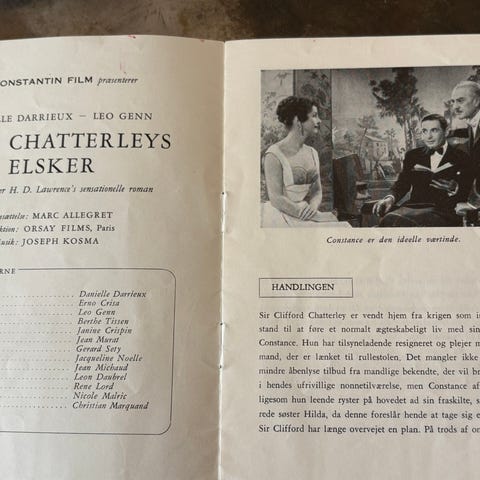 ONSTANTIN FILM præsenterer
LLE DARRIEUX – LEO GENN
CHATTERLEYS
ELSKER
er H. D. Lawrence's sensationelle roman
esættelse: MARC ALLEGRET
ktion: ORSAY FILMS, Paris
Musik: JOSEPH KOSMA
ERNE
Danielle Darrieux
Erno Crisa
Leo Genn
Berthe Tissen
Janine Crispin
Jean Murat
Gerard Sety
Jacqueline Noelle
Jean Michaud
Leon Daubrel
Rene Lord
Nicole Malric
Christian Marquand
Constance er den ideelle værtinde.
HANDLINGEN
Sir Clifford Chatterley er vendt hjem fra krigen som i
stand til at føre et normalt ægteskabeligt liv med sin
Constance. Hun har tilsyneladende resigneret og plejer m
mand, der er lænket til rullestolen. Det mangler ikke
mindre åbenlyse tilbud fra mandlige bekendte, der vil br
i hendes ufrivillige nonnetilværelse, men Constance af
ligesom hun leende ryster på hovedet ad sin fraskilte, s
rede søster Hilda, da denne foreslår hende at tage sig e
Sir Clifford har længe overvejet en plan. På trods af o